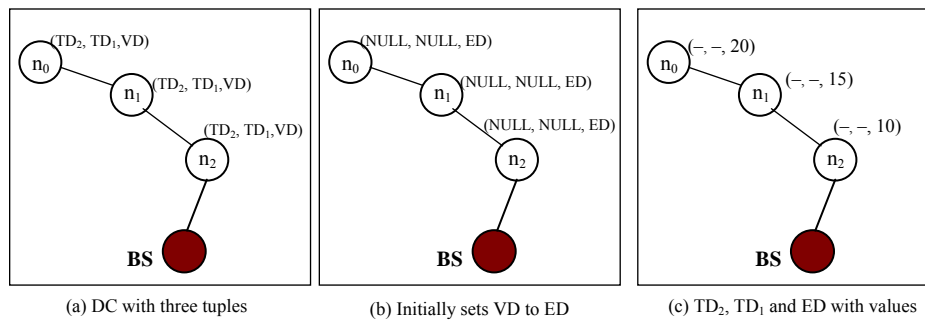 (TD₂, TD₁,VD)
n₀
(TD₂, TD₁,VD)
n₁
(TD₂, TD₁,VD)
n₂
BS
(a) DC with three tuples
(NULL, NULL, ED)
n₀
(NULL, NULL, ED)
n₁
(NULL, NULL, ED)
n₂
BS
(b) Initially sets VD to ED
(–, –, 20)
n₀
(–, –, 15)
n₁
(–, –, 10)
n₂
BS
(c) TD₂, TD₁ and ED with values